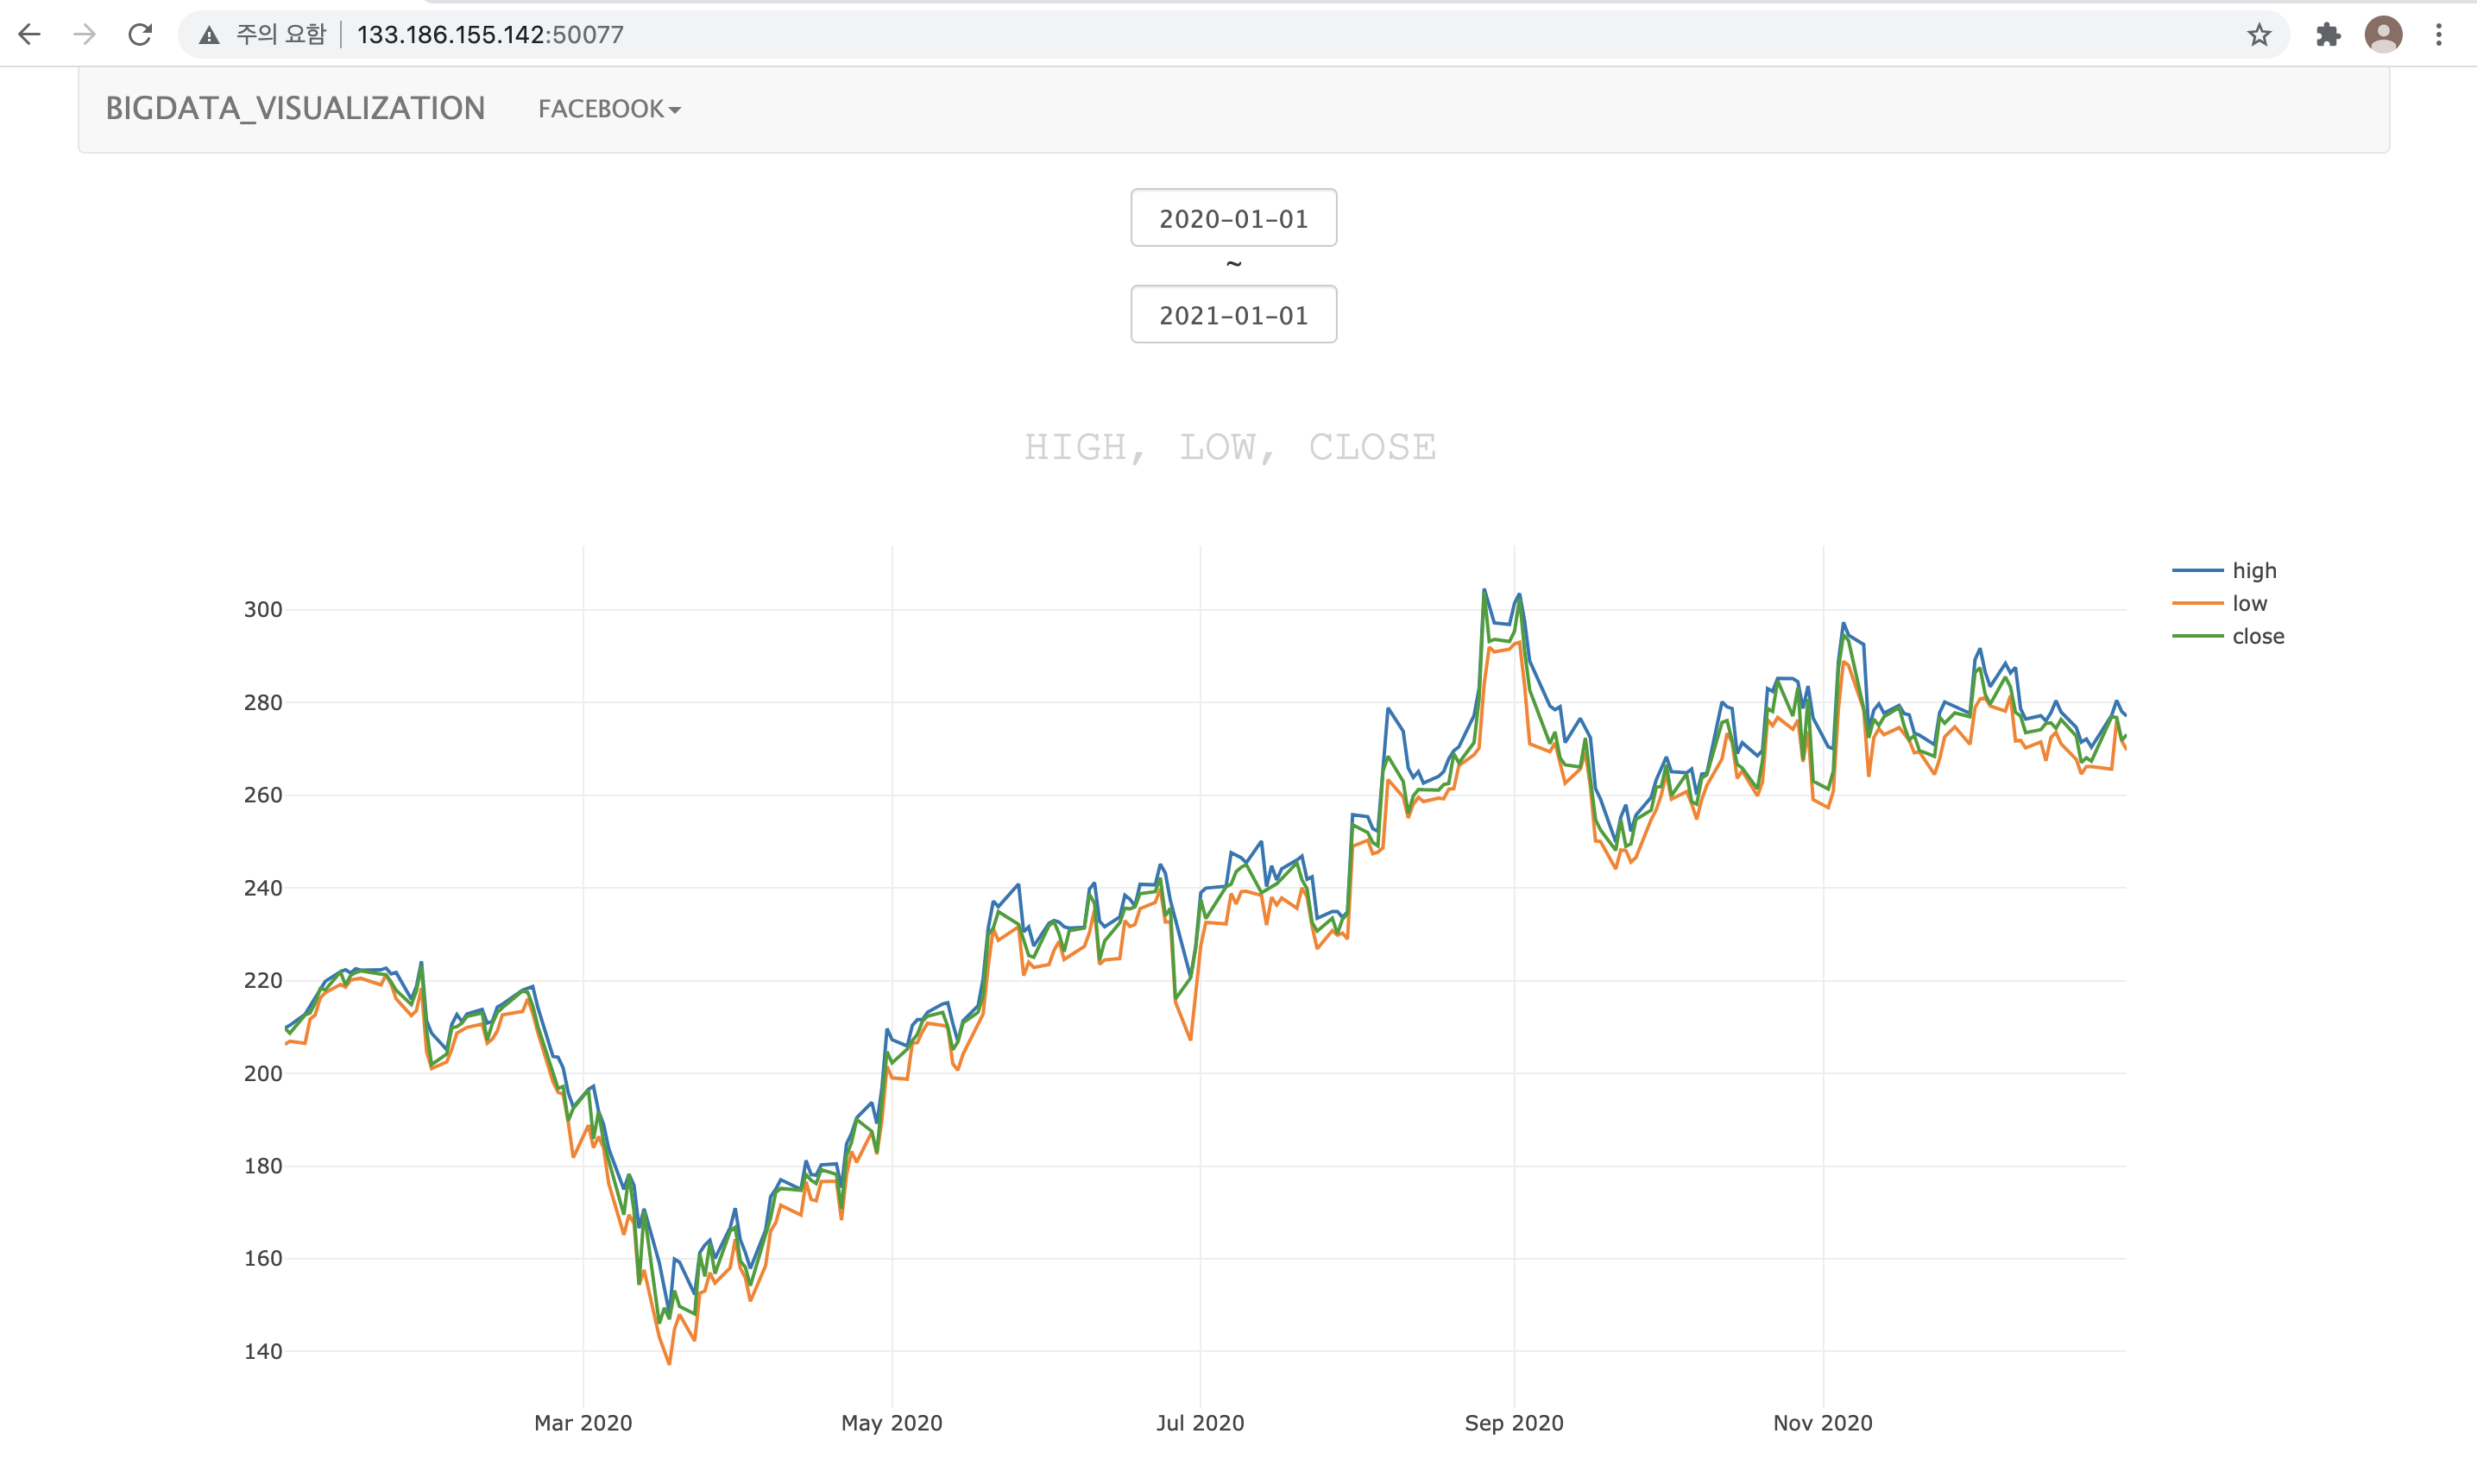 주의 요함 133.186.155.142:50077
BIGDATA_VISUALIZATION FACEBOOK
2020-01-01
~
2021-01-01
HIGH, LOW, CLOSE
high
low
close
300
280
260
240
220
200
180
160
140
Mar 2020 May 2020 Jul 2020 Sep 2020 Nov 2020